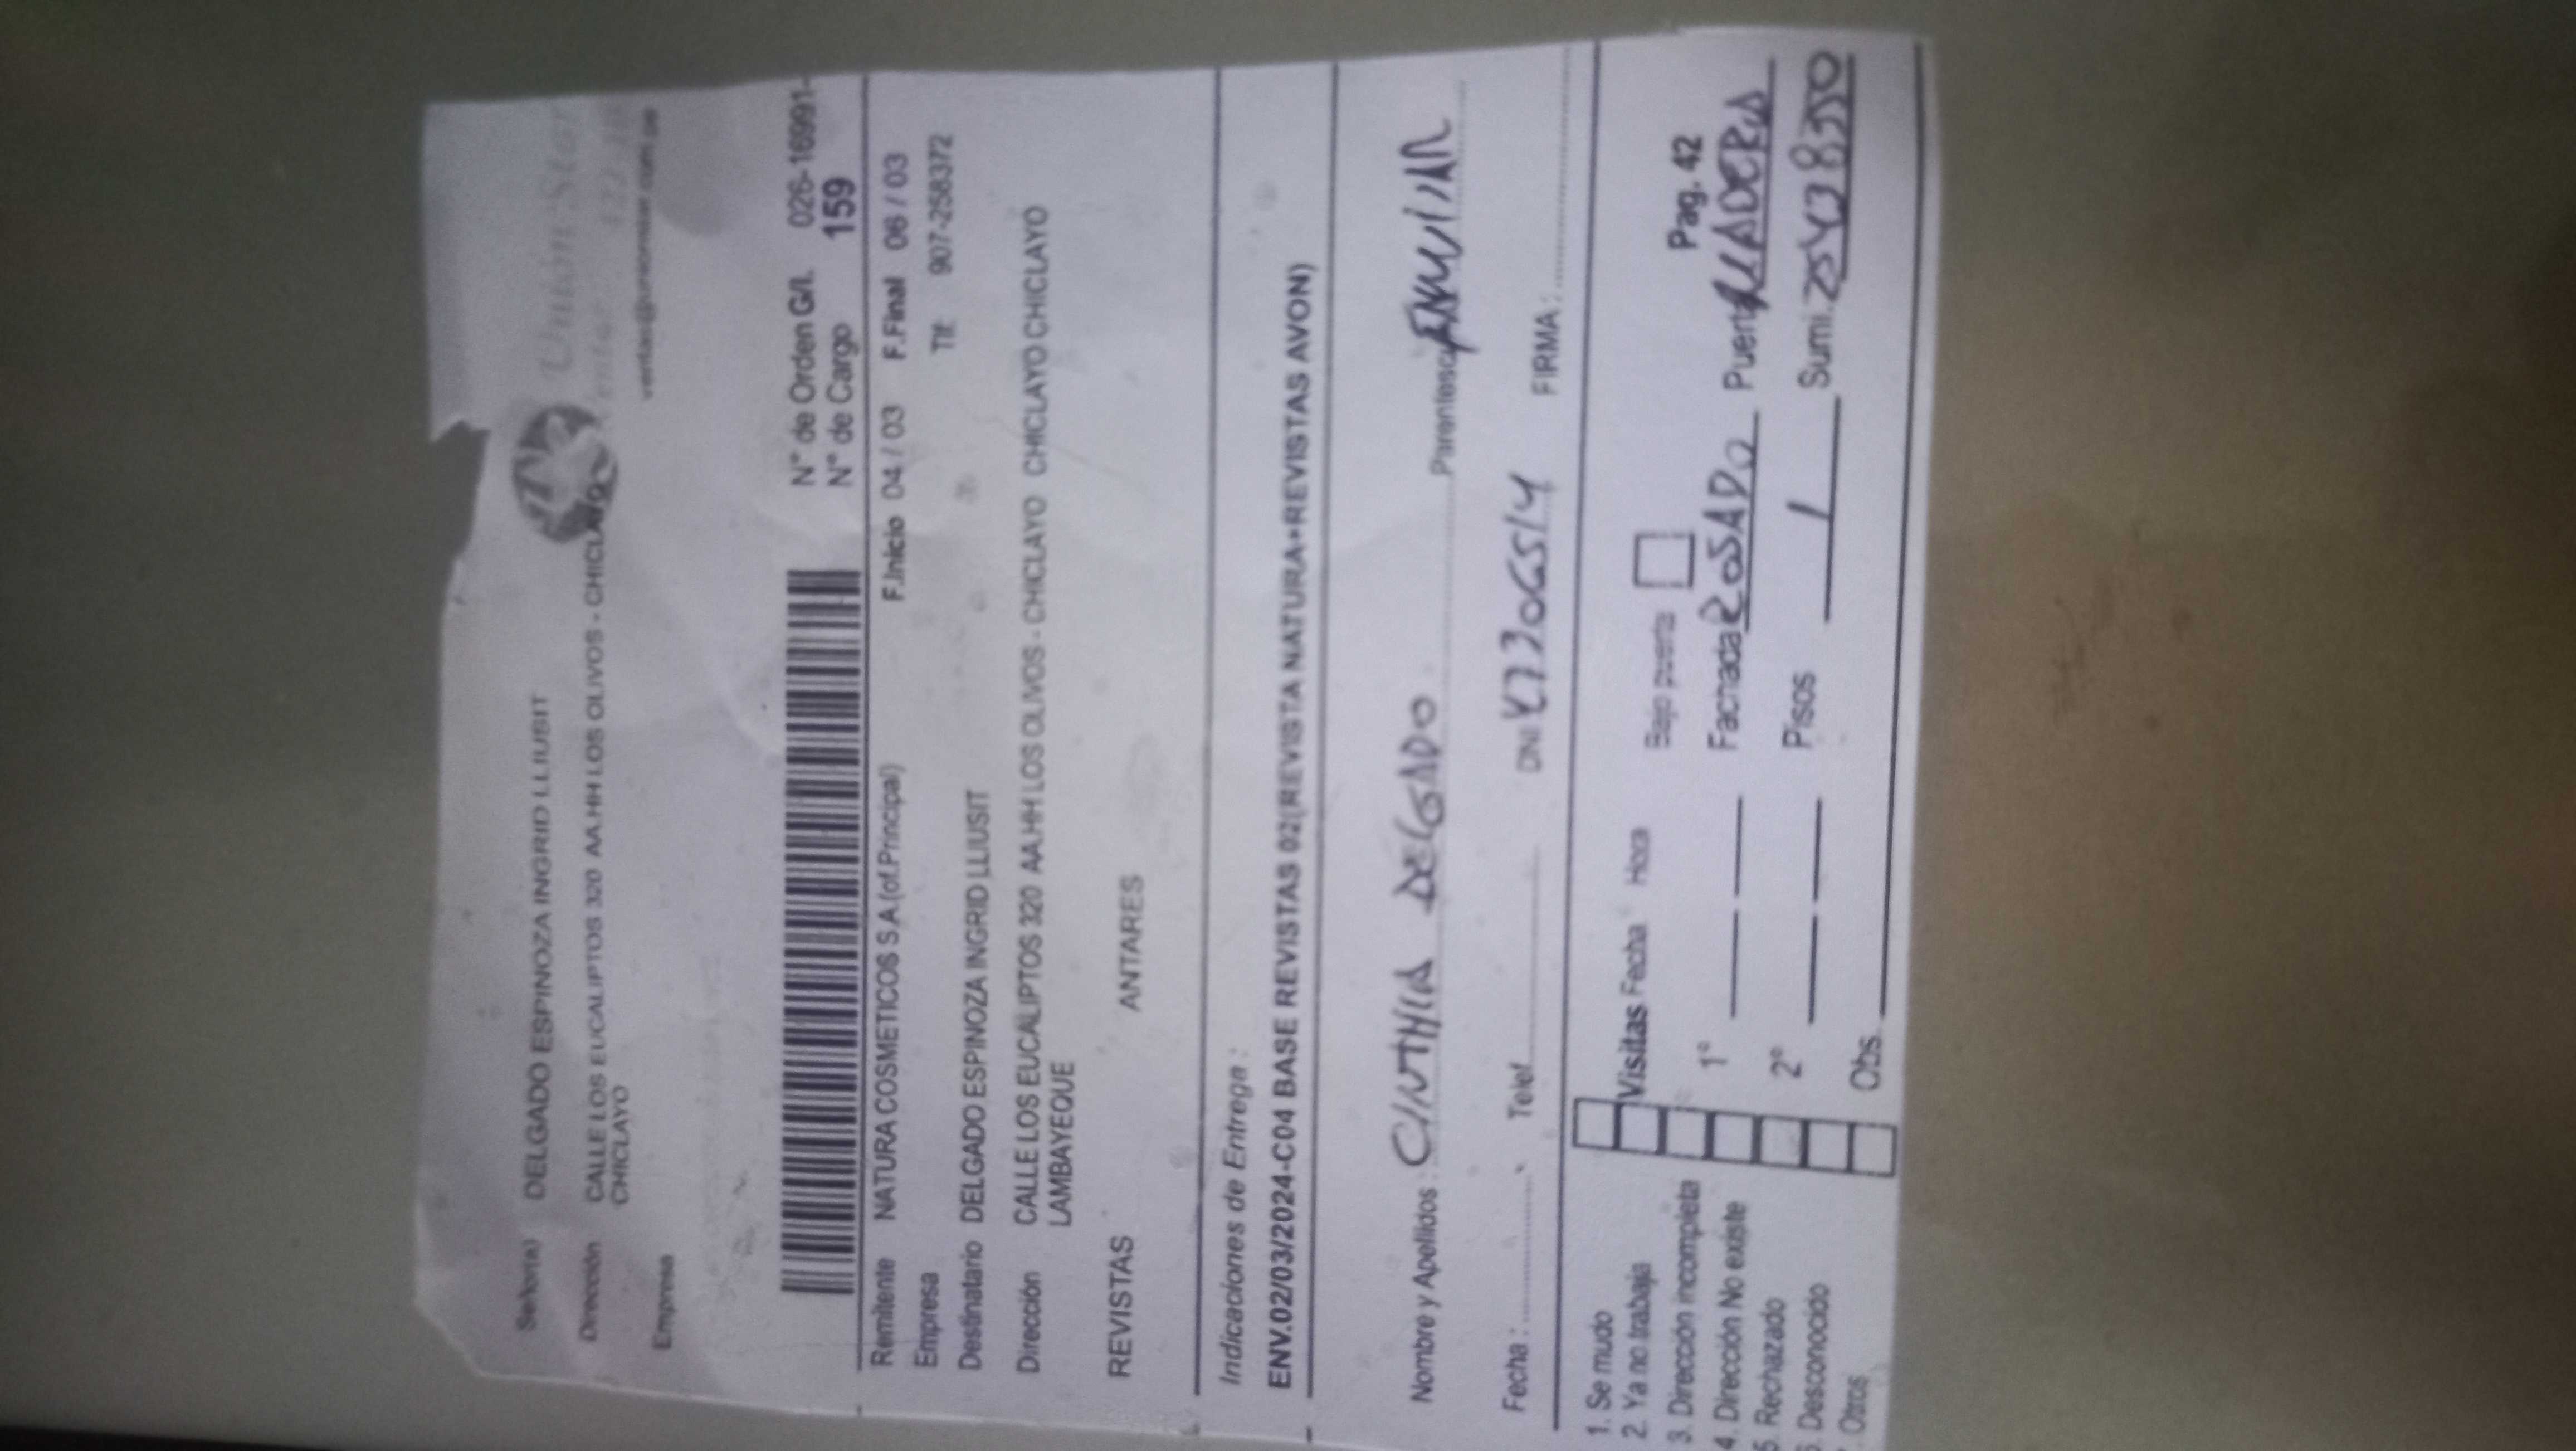 Señor(a) DELGADO ESPINOZA INGRID LLIUSIT
Unión Star
Dirección CALLE LOS EUCALIPTOS 320 AA.HH LOS OLIVOS - CHICLAYO
CHICLAYO
Empresa
N° de Orden G/L 026-16991-
N° de Cargo 159
Remitente NATURA COSMETICOS S.A.(of.Principal) F.Inicio 04 / 03 F.Final 06 / 03
Empresa Tlf: 907-258372
Destinatario DELGADO ESPINOZA INGRID LLIUSIT
Dirección CALLE LOS EUCALIPTOS 320 AA.HH LOS OLIVOS - CHICLAYO CHICLAYO CHICLAYO
LAMBAYEQUE
REVISTAS ANTARES
Indicaciones de Entrega :
ENV.02/03/2024-C04 BASE REVISTAS 02(REVISTA NATURA+REVISTAS AVON)
Nombre y Apellidos : CINTHIA DELGADO Parentesco
Fecha : Telef. DNI FIRMA :
1. Se mudo
2. Ya no trabaja Visitas Fecha Hora Bajo puerta Pag. 42
3. Dirección incompleta
4. Dirección No existe 1° Fachada ROSADO Puerta MADERA
5. Rechazado
6. Desconocido 2° Pisos 1 Sumi. 25438350
Otros Obs